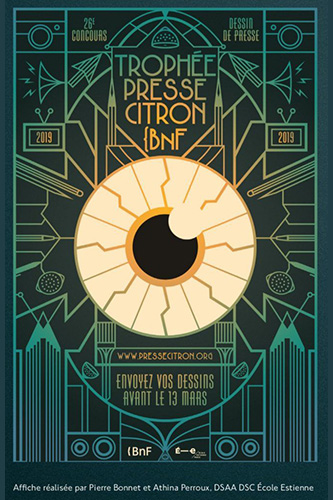 26e
CONCOURS
DESSIN
DE PRESSE
TROPHÉE
PRESSE
CITRON
{BnF
2019
2019
WWW.PRESSECITRON.ORG
ENVOYEZ VOS DESSINS
AVANT LE 13 MARS
{BnF
é—e
Affiche réalisée par Pierre Bonnet et Athina Perroux, DSAA DSC École Estienne